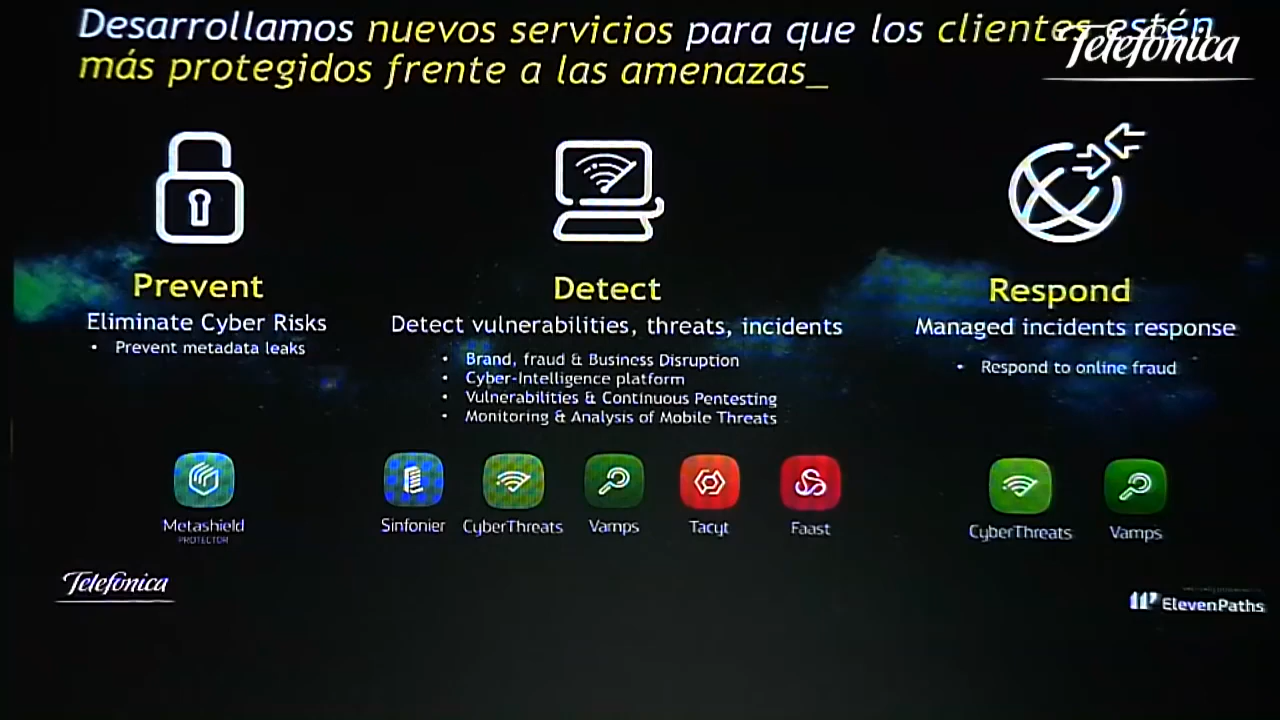 Desarrollamos nuevos servicios para que los clientes estén
Telefónica
más protegidos frente a las amenazas_
Prevent
Eliminate Cyber Risks
• Prevent metadata leaks
Metashield
PROTECTOR
Detect
Detect vulnerabilities, threats, incidents
• Brand, fraud & Business Disruption
• Cyber-Intelligence platform
• Vulnerabilities & Continuous Pentesting
• Monitoring & Analysis of Mobile Threats
Sinfonier
CyberThreats
Vamps
Tacyt
Faast
Respond
Managed incidents response
• Respond to online fraud
CyberThreats
Vamps
Telefónica
ElevenPaths